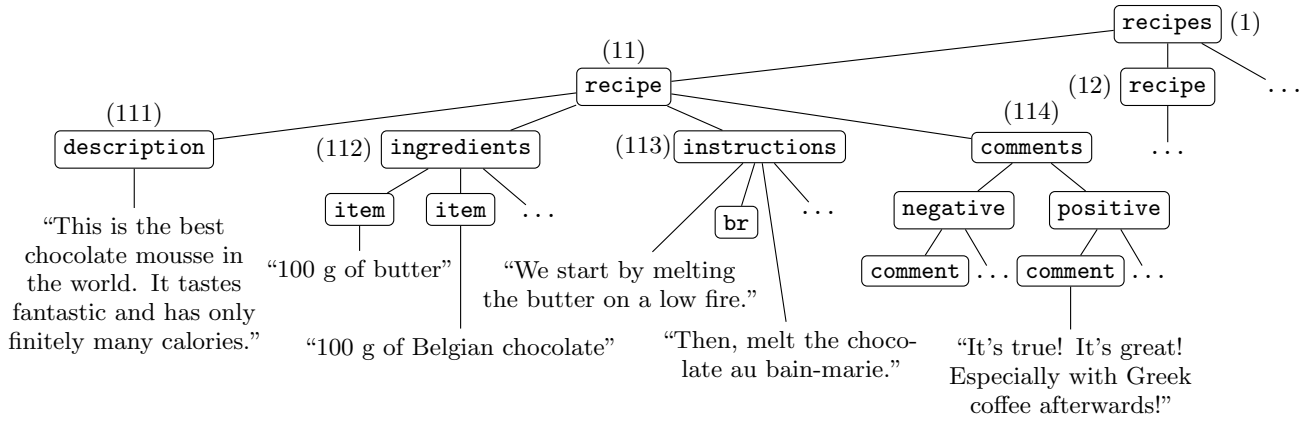 recipes (1)
(11)
recipe
(12) recipe
...
(111)
description
(112) ingredients
(113) instructions
(114)
comments
...
item
item
...
br
...
negative
positive
“This is the best
chocolate mousse in
the world. It tastes
fantastic and has only
finitely many calories.”
“100 g of butter”
“100 g of Belgian chocolate”
“We start by melting
the butter on a low fire.”
“Then, melt the choco-
late au bain-marie.”
comment
...
comment
...
“It's true! It's great!
Especially with Greek
coffee afterwards!”